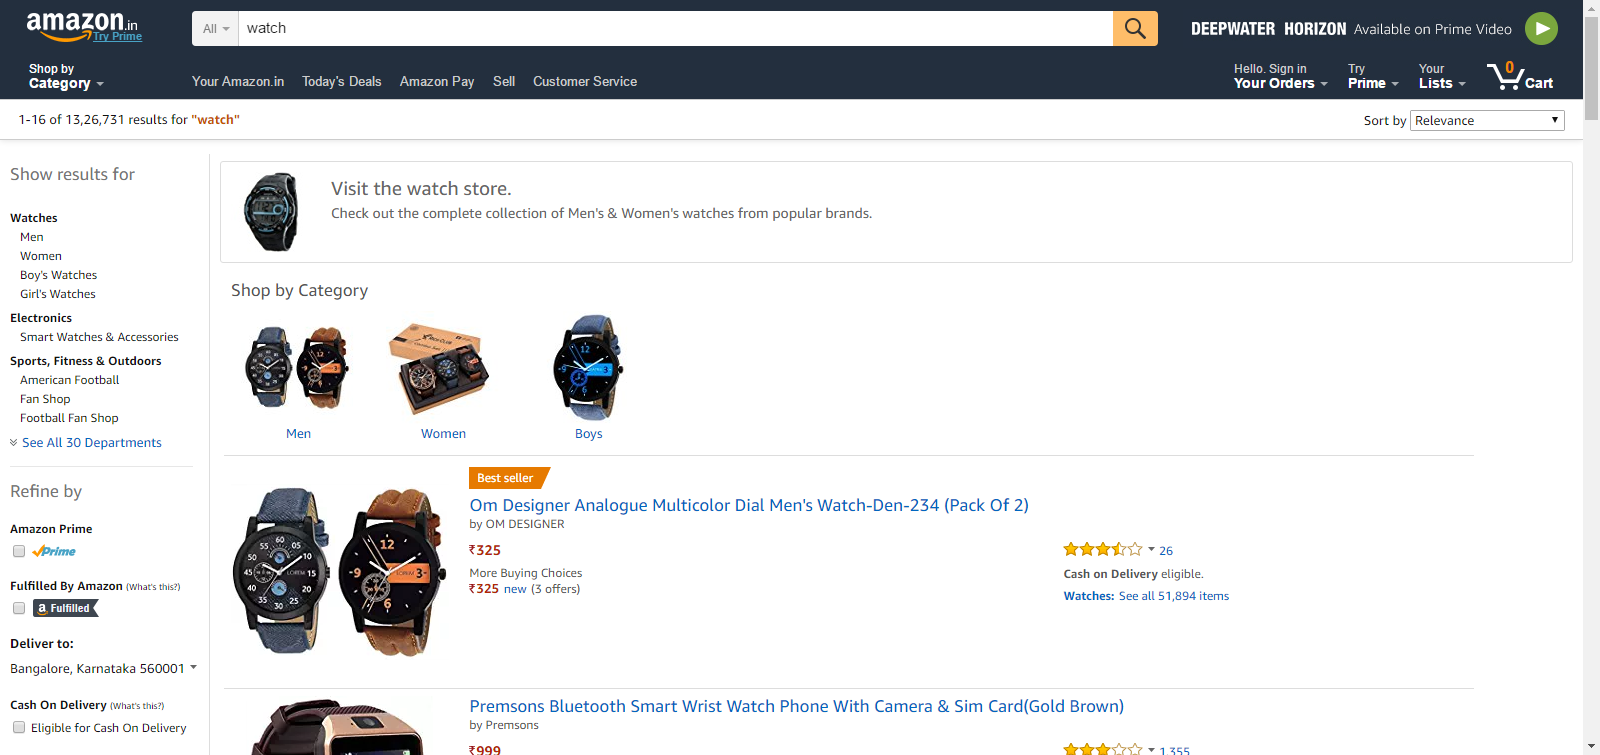 amazon.in
Try Prime
All
watch
DEEPWATER HORIZON Available on Prime Video
Shop by
Category
Your Amazon.in Today's Deals Amazon Pay Sell Customer Service
Hello. Sign in
Your Orders
Try
Prime
Your
Lists
0
Cart
1-16 of 13,26,731 results for "watch"
Sort by Relevance
Show results for
Watches
Men
Women
Boy's Watches
Girl's Watches
Electronics
Smart Watches & Accessories
Sports, Fitness & Outdoors
American Football
Fan Shop
Football Fan Shop
See All 30 Departments
Refine by
Amazon Prime
Prime
Fulfilled By Amazon (What's this?)
a Fulfilled
Deliver to:
Bangalore, Karnataka 560001
Cash On Delivery (What's this?)
Eligible for Cash On Delivery
Visit the watch store.
Check out the complete collection of Men's & Women's watches from popular brands.
Shop by Category
Men
Women
Boys
Best seller
Om Designer Analogue Multicolor Dial Men's Watch-Den-234 (Pack Of 2)
by OM DESIGNER
₹325
More Buying Choices
₹325 new (3 offers)
26
Cash on Delivery eligible.
Watches: See all 51,894 items
Premsons Bluetooth Smart Wrist Watch Phone With Camera & Sim Card(Gold Brown)
by Premsons
₹999
1,355